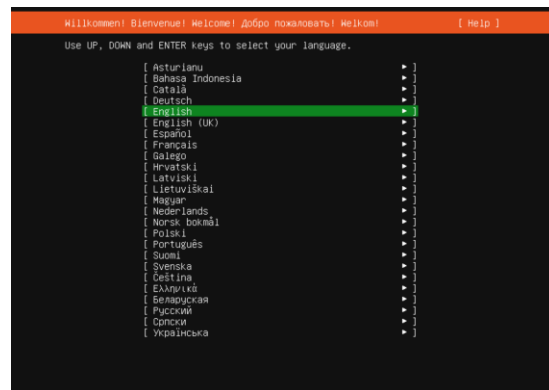 Willkommen! Bienvenue! Welcome! Добро пожаловать! Welkom! [ Help ]
Use UP, DOWN and ENTER keys to select your language.
[ Asturianu ► ]
[ Bahasa Indonesia ► ]
[ Català ► ]
[ Deutsch ► ]
[ English ► ]
[ English (UK) ► ]
[ Español ► ]
[ Français ► ]
[ Galego ► ]
[ Hrvatski ► ]
[ Latviski ► ]
[ Lietuviškai ► ]
[ Magyar ► ]
[ Nederlands ► ]
[ Norsk bokmål ► ]
[ Polski ► ]
[ Português ► ]
[ Suomi ► ]
[ Svenska ► ]
[ Čeština ► ]
[ Ελληνικά ► ]
[ Беларуская ► ]
[ Русский ► ]
[ Српски ► ]
[ Українська ► ]